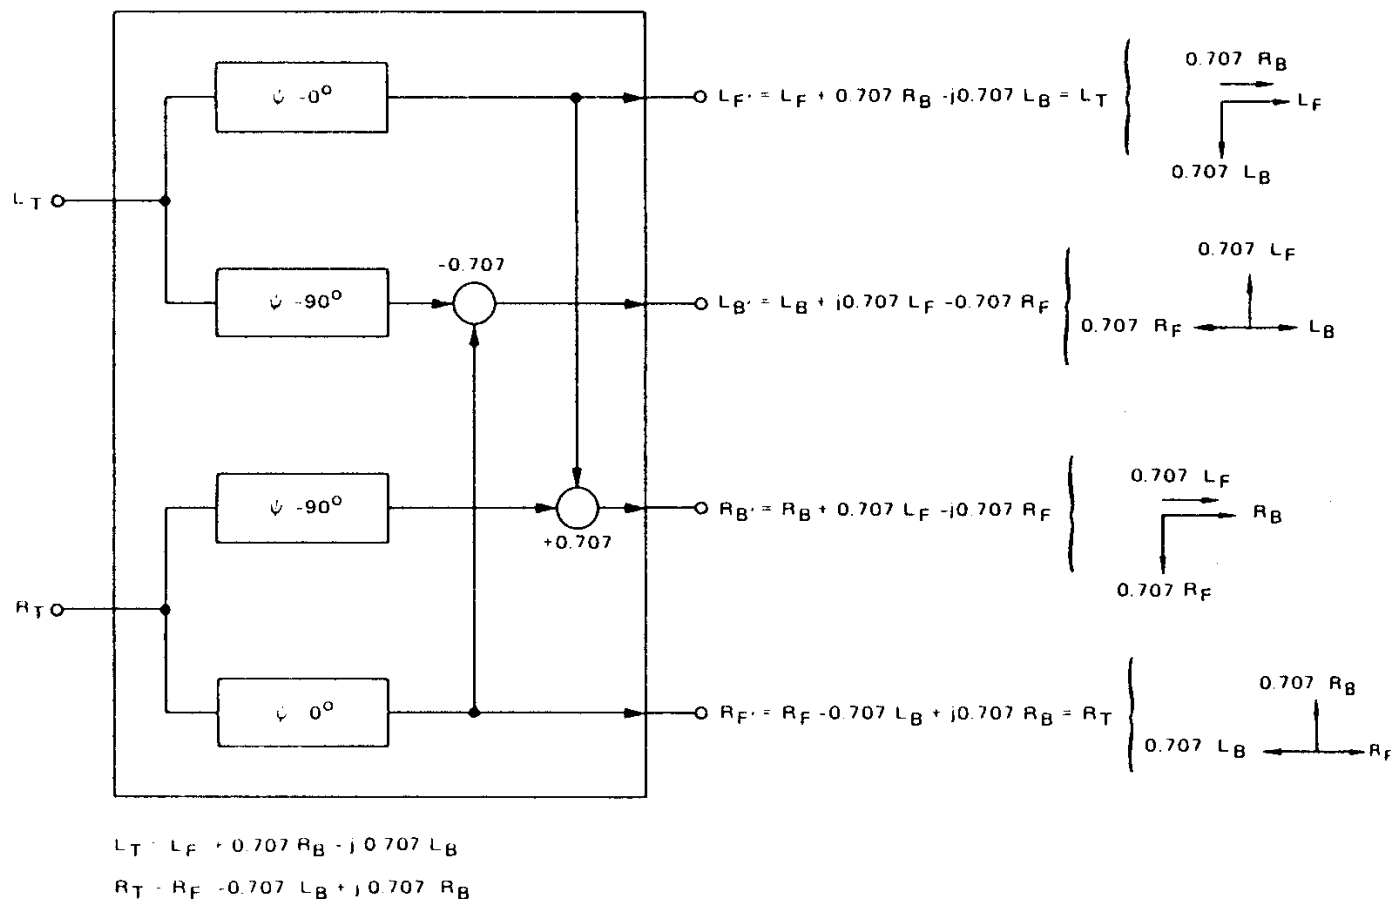 0.707 R_B
ψ -0°
L_F' = L_F + 0.707 R_B -j0.707 L_B = L_T
L_F
0.707 L_B
L_T
0.707 L_F
-0.707
ψ -90°
L_B' = L_B + j0.707 L_F -0.707 R_F
0.707 R_F
L_B
0.707 L_F
ψ -90°
R_B' = R_B + 0.707 L_F -j0.707 R_F
R_B
+0.707
0.707 R_F
R_T
0.707 R_B
ψ 0°
R_F' = R_F -0.707 L_B + j0.707 R_B = R_T
0.707 L_B
R_F
L_T - L_F + 0.707 R_B - j 0.707 L_B
R_T - R_F -0.707 L_B + j 0.707 R_B